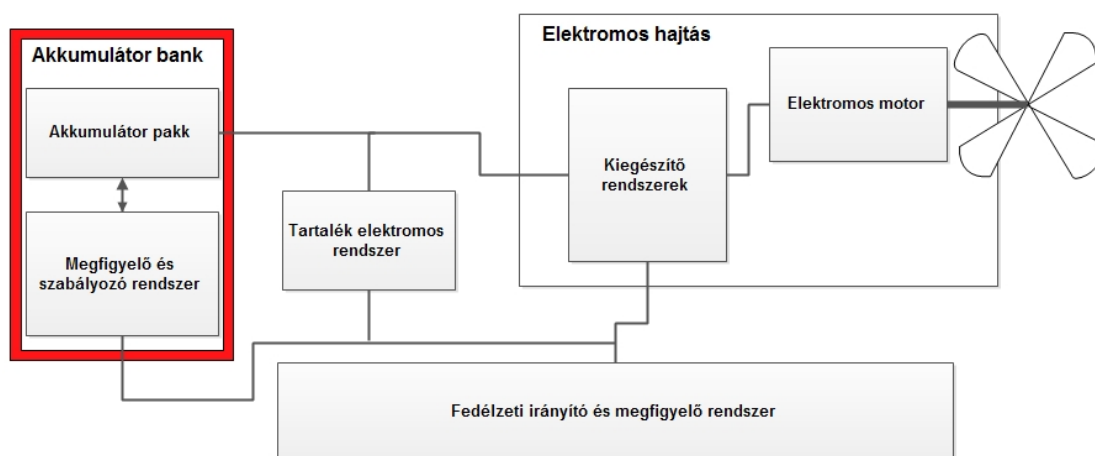 Akkumulátor bank
Akkumulátor pakk
Megfigyelő és
szabályozó rendszer
Tartalék elektromos
rendszer
Elektromos hajtás
Kiegészítő
rendszerek
Elektromos motor
Fedélzeti irányító és megfigyelő rendszer